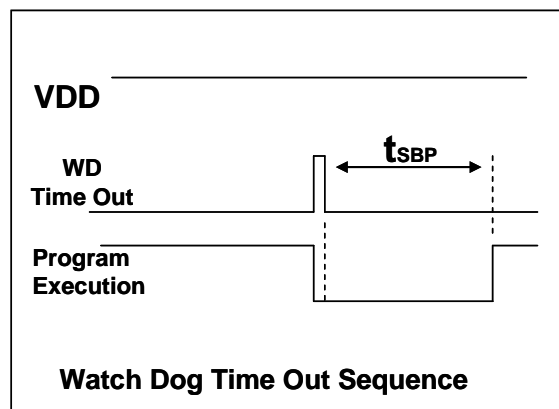 VDD
tSBP
WD
Time Out
Program
Execution
Watch Dog Time Out Sequence